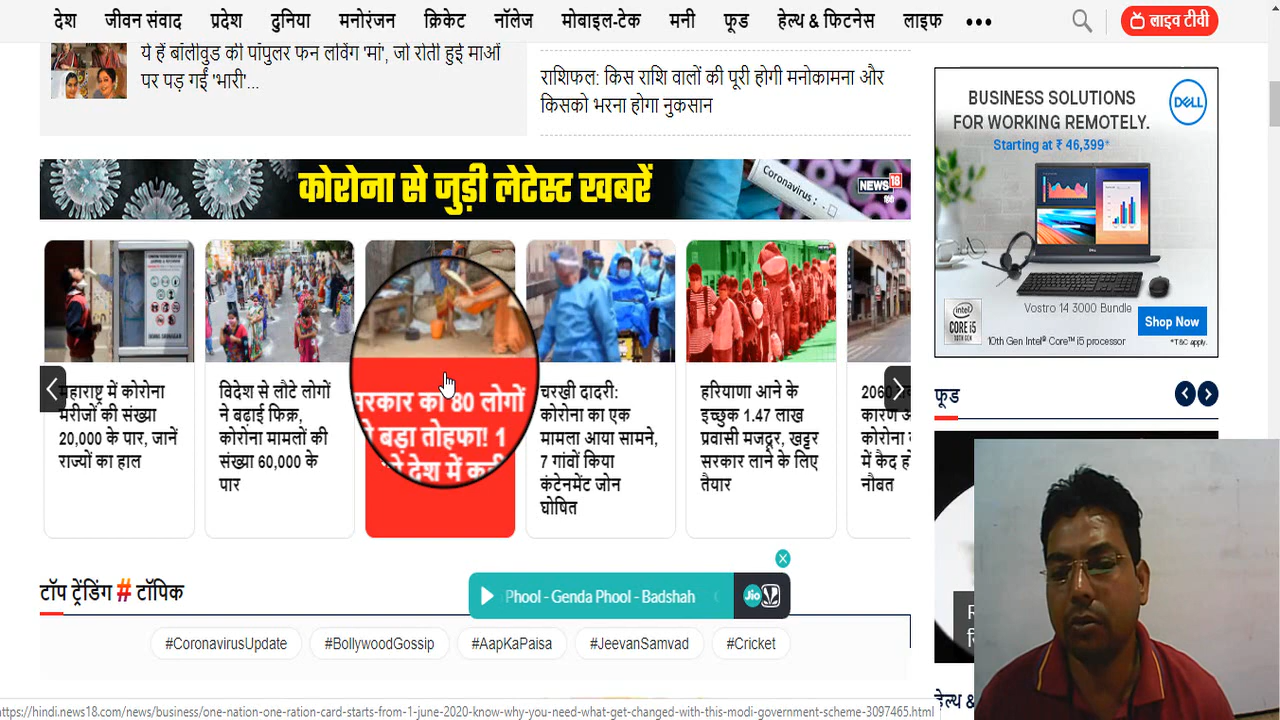 देश जीवन संवाद प्रदेश दुनिया मनोरंजन क्रिकेट नॉलेज मोबाइल-टेक मनी फूड हेल्थ & फिटनेस लाइफ ••• लाइव टीवी
ये हैं बॉलीवुड की पॉपुलर फन लविंग 'मां', जो रोती हुई माओं
पर पड़ गईं 'भारी'...
राशिफल: किस राशि वालों की पूरी होगी मनोकामना और
किसको भरना होगा नुकसान
BUSINESS SOLUTIONS
FOR WORKING REMOTELY.
Starting at ₹ 46,399*
DELL
Vostro 14 3000 Bundle
intel
CORE i5
10TH GEN
Shop Now
10th Gen Intel® Core™ i5 processor
*T&C apply.
कोरोना से जुड़ी लेटेस्ट खबरें
Coronavirus :
NEWS18
हिंदी
महाराष्ट्र में कोरोना
मरीजों की संख्या
20,000 के पार, जानें
राज्यों का हाल
विदेश से लौटे लोगों
ने बढ़ाई फिक्र,
कोरोना मामलों की
संख्या 60,000 के
पार
सरकार का 80 लोगों
बड़ा तोहफा! 1
देश में
चरखी दादरी:
कोरोना का एक
मामला आया सामने,
7 गांवों किया
कंटेनमेंट जोन
घोषित
हरियाणा आने के
इच्छुक 1.47 लाख
प्रवासी मजदूर, खट्टर
सरकार लाने के लिए
तैयार
कारण
कोरोना
में कैद
नौबत
फूड
टॉप ट्रेंडिंग # टॉपिक
Phool - Genda Phool - Badshah
Jio
#CoronavirusUpdate #BollywoodGossip #AapKaPaisa #JeevanSamvad #Cricket
हेल्थ &
https://hindi.news18.com/news/business/one-nation-one-ration-card-starts-from-1-june-2020-know-why-you-need-what-get-changed-with-this-modi-government-scheme-3097465.html